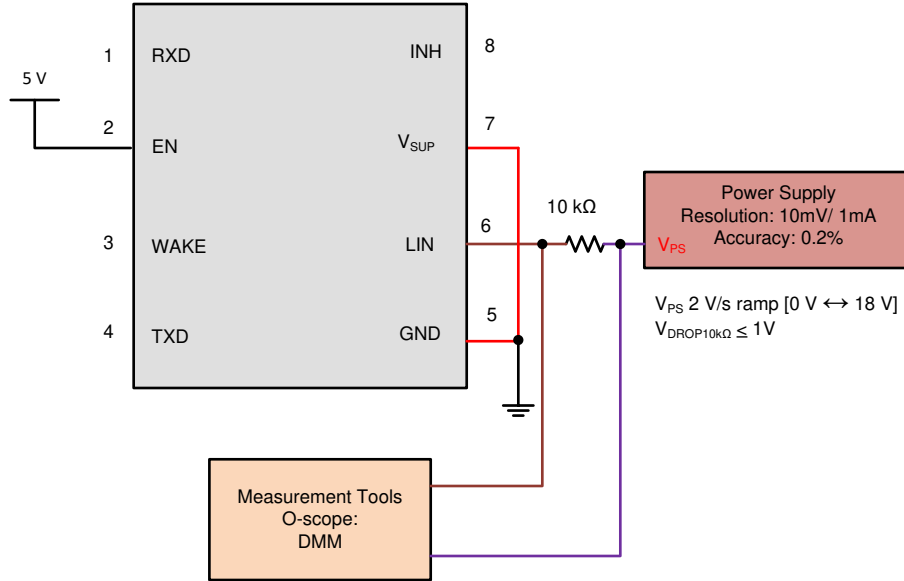 1 RXD INH 8
5 V
2 EN VSUP 7
3 WAKE LIN 6
4 TXD GND 5
10 kΩ
Power Supply
Resolution: 10mV/ 1mA
Accuracy: 0.2%
VPS
VPS 2 V/s ramp [0 V ↔ 18 V]
VDROP10kΩ ≤ 1V
Measurement Tools
O-scope:
DMM